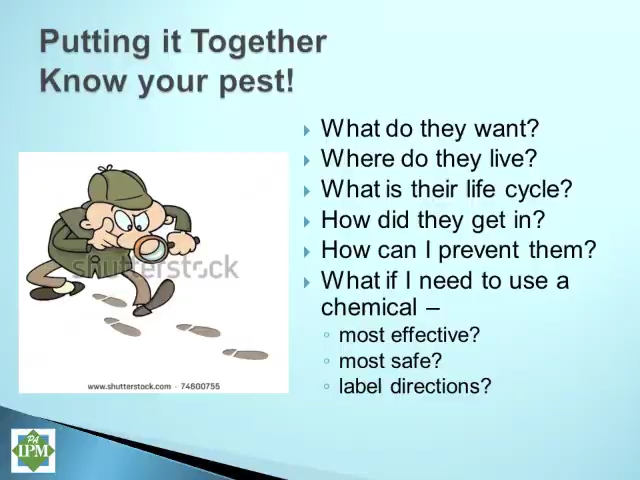 Putting it Together
Know your pest!
What do they want?
Where do they live?
What is their life cycle?
How did they get in?
How can I prevent them?
What if I need to use a
chemical –
most effective?
most safe?
label directions?
shutterstock
www.shutterstock.com · 74600755
PA
IPM